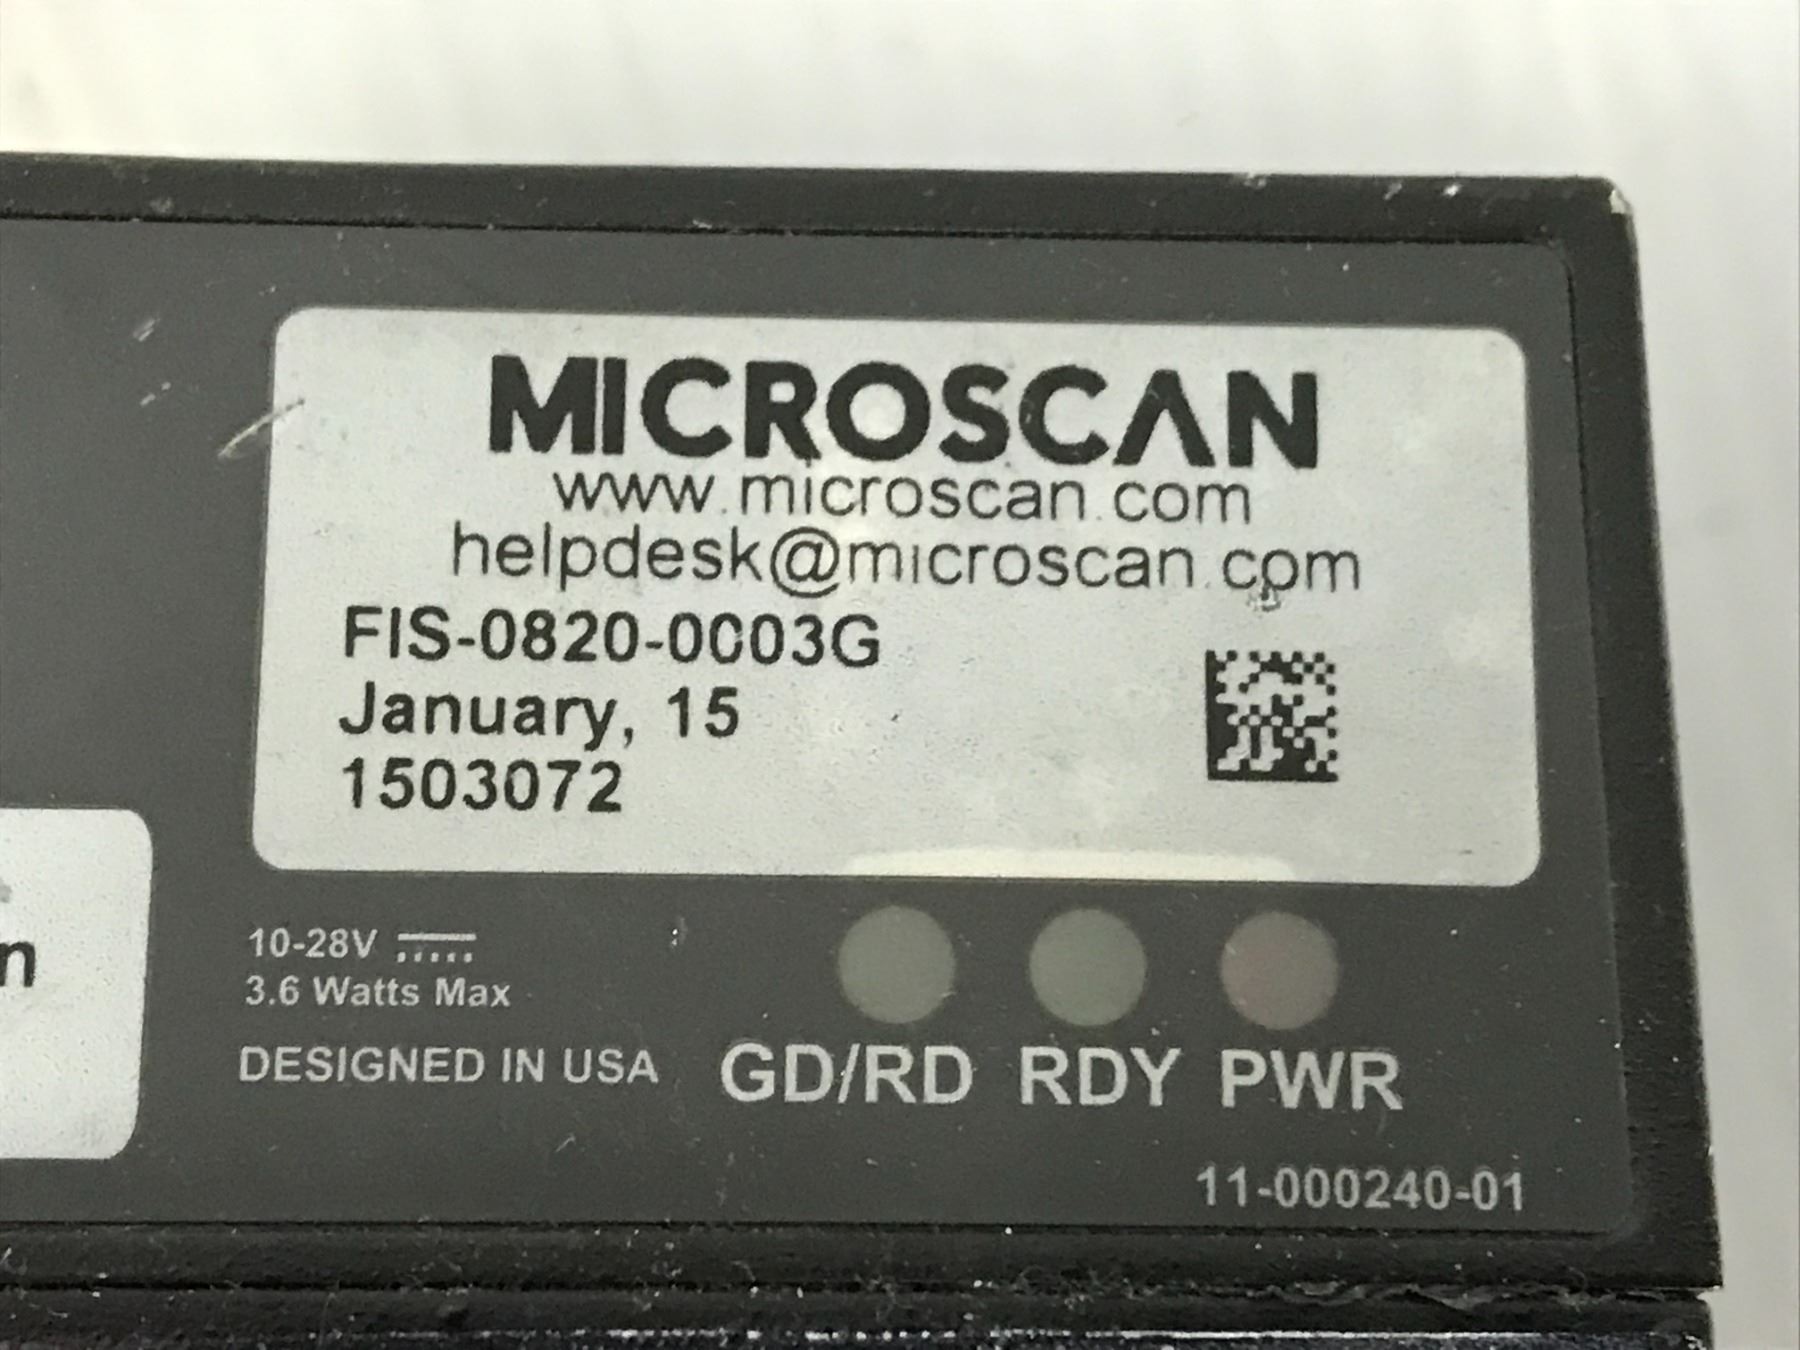 MICROSCAN
www.microscan.com
helpdesk@microscan.com
FIS-0820-0003G
January, 15
1503072
n
10-28V
3.6 Watts Max
DESIGNED IN USA
GD/RD RDY PWR
11-000240-01